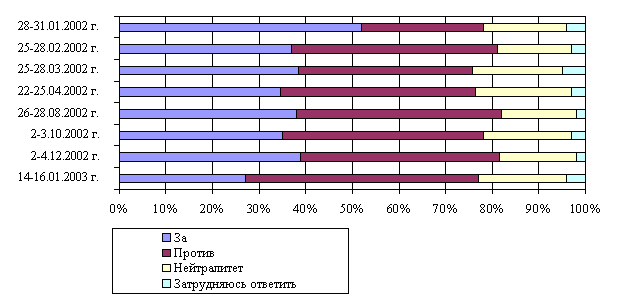 28-31.01.2002 г.
25-28.02.2002 г.
25-28.03.2002 г.
22-25.04.2002 г.
26-28.08.2002 г.
2-3.10.2002 г.
2-4.12.2002 г.
14-16.01.2003 г.
0% 10% 20% 30% 40% 50% 60% 70% 80% 90% 100%
За
Против
Нейтралитет
Затрудняюсь ответить